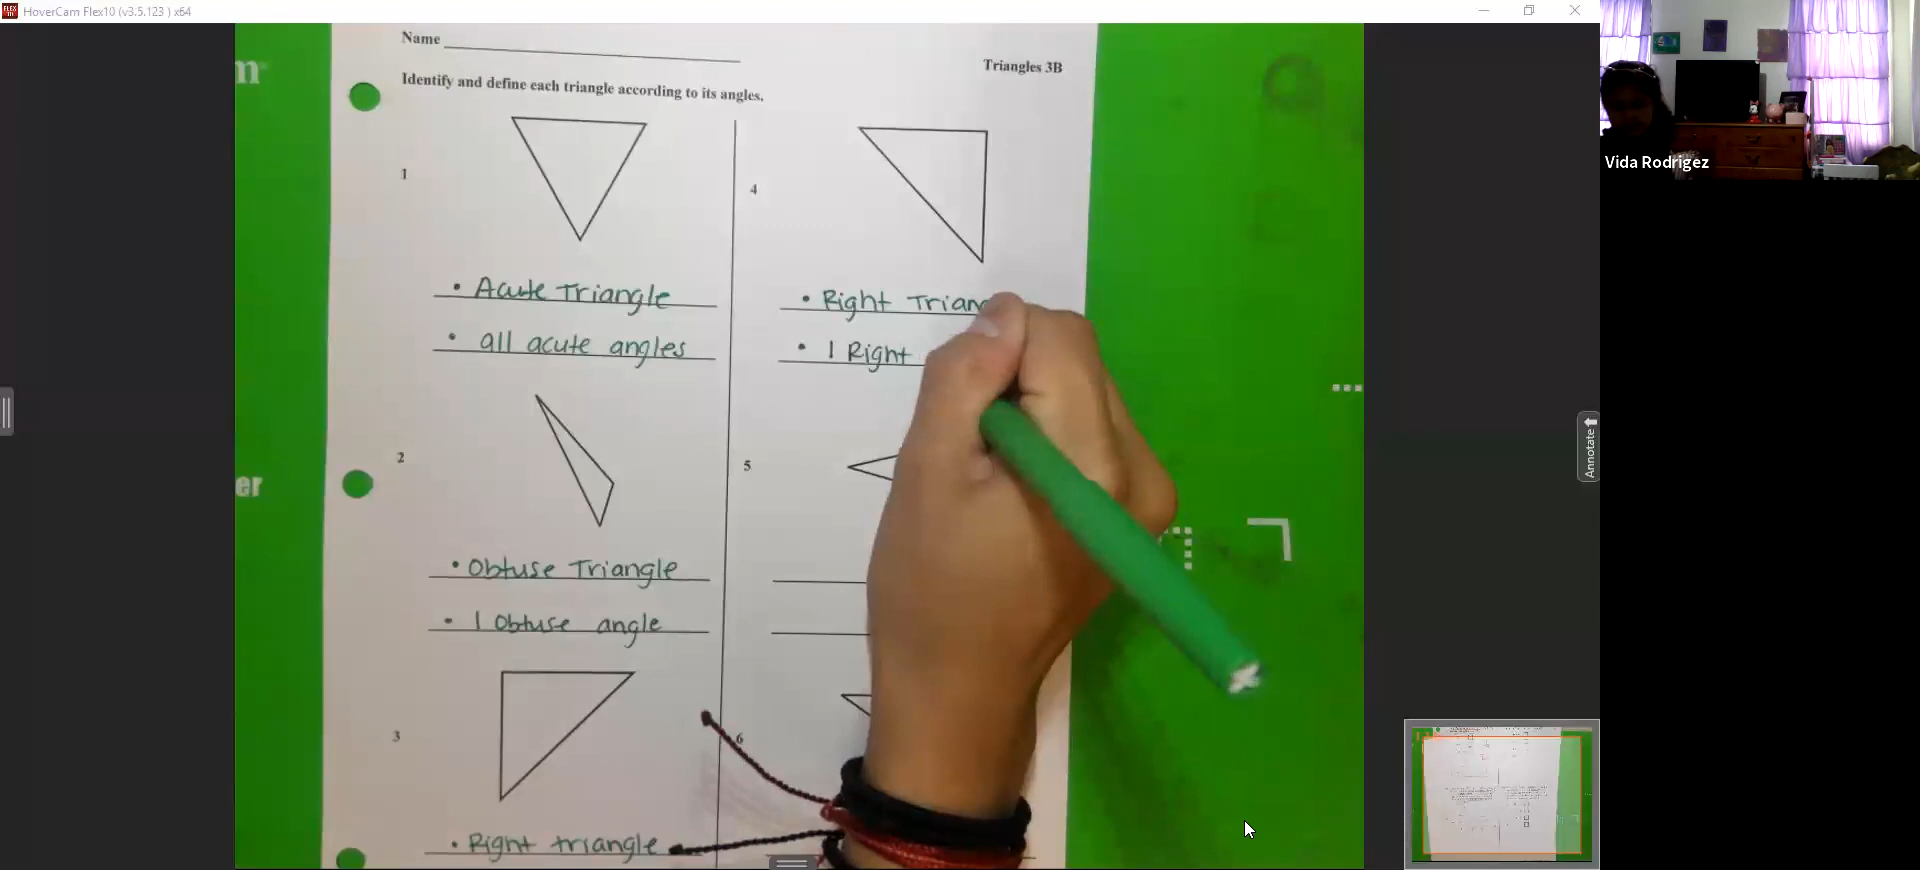 HoverCam Flex10 (v3.5.123 ) x64
Name
Triangles 3B
Identify and define each triangle according to its angles.
1
• Acute Triangle
• all acute angles
2
• Obtuse Triangle
• 1 Obtuse angle
3
• Right triangle
4
• Right Trian
• 1 Right
5
6
m
er
Annotate
Vida Rodrigez